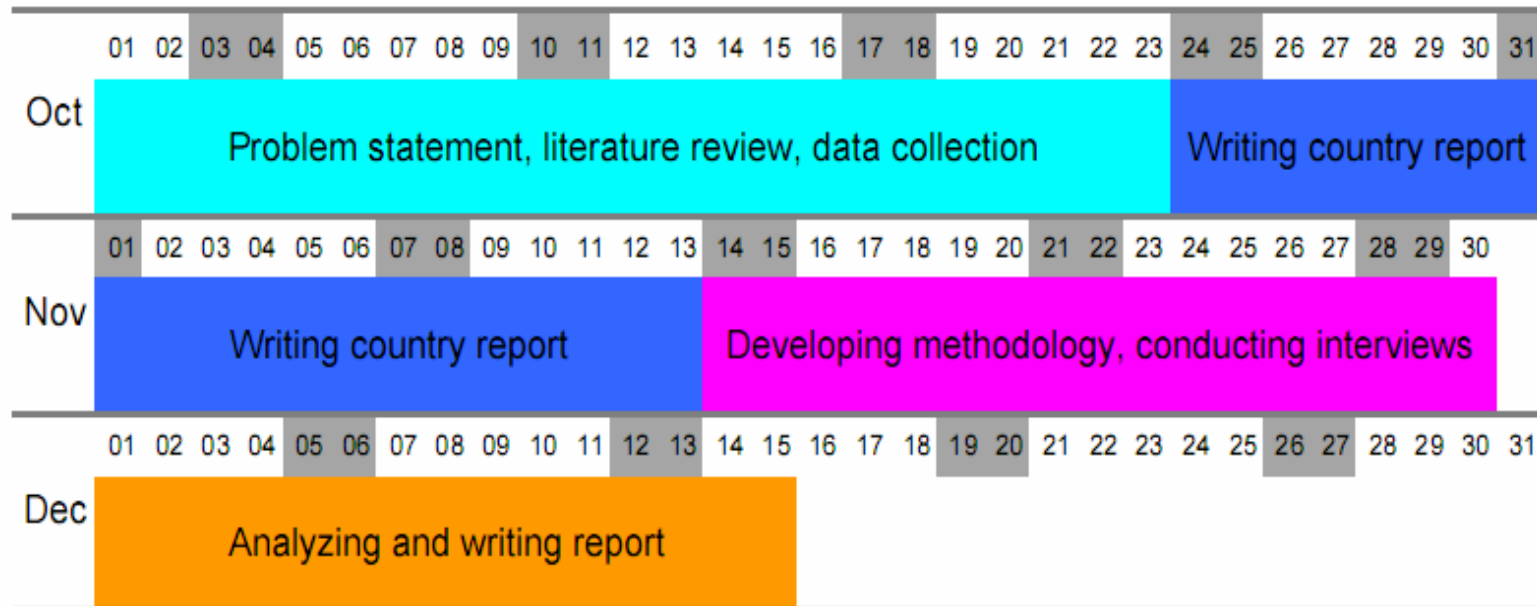 01 02 03 04 05 06 07 08 09 10 11 12 13 14 15 16 17 18 19 20 21 22 23 24 25 26 27 28 29 30 31
Oct
Problem statement, literature review, data collection
Writing country report
01 02 03 04 05 06 07 08 09 10 11 12 13 14 15 16 17 18 19 20 21 22 23 24 25 26 27 28 29 30
Nov
Writing country report
Developing methodology, conducting interviews
01 02 03 04 05 06 07 08 09 10 11 12 13 14 15 16 17 18 19 20 21 22 23 24 25 26 27 28 29 30 31
Dec
Analyzing and writing report